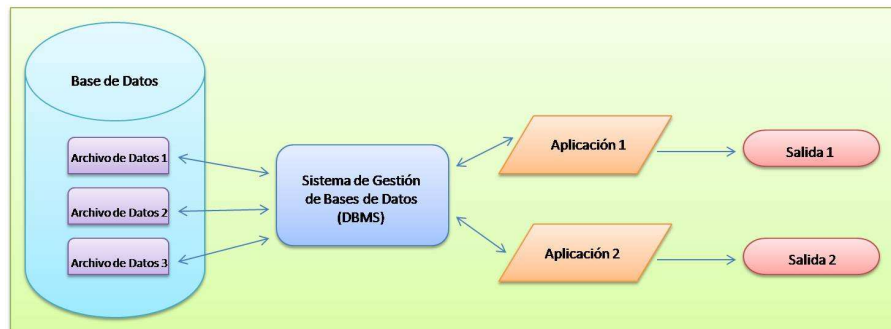 Base de Datos
Archivo de Datos 1
Archivo de Datos 2
Archivo de Datos 3
Sistema de Gestión
de Bases de Datos
(DBMS)
Aplicación 1
Salida 1
Aplicación 2
Salida 2